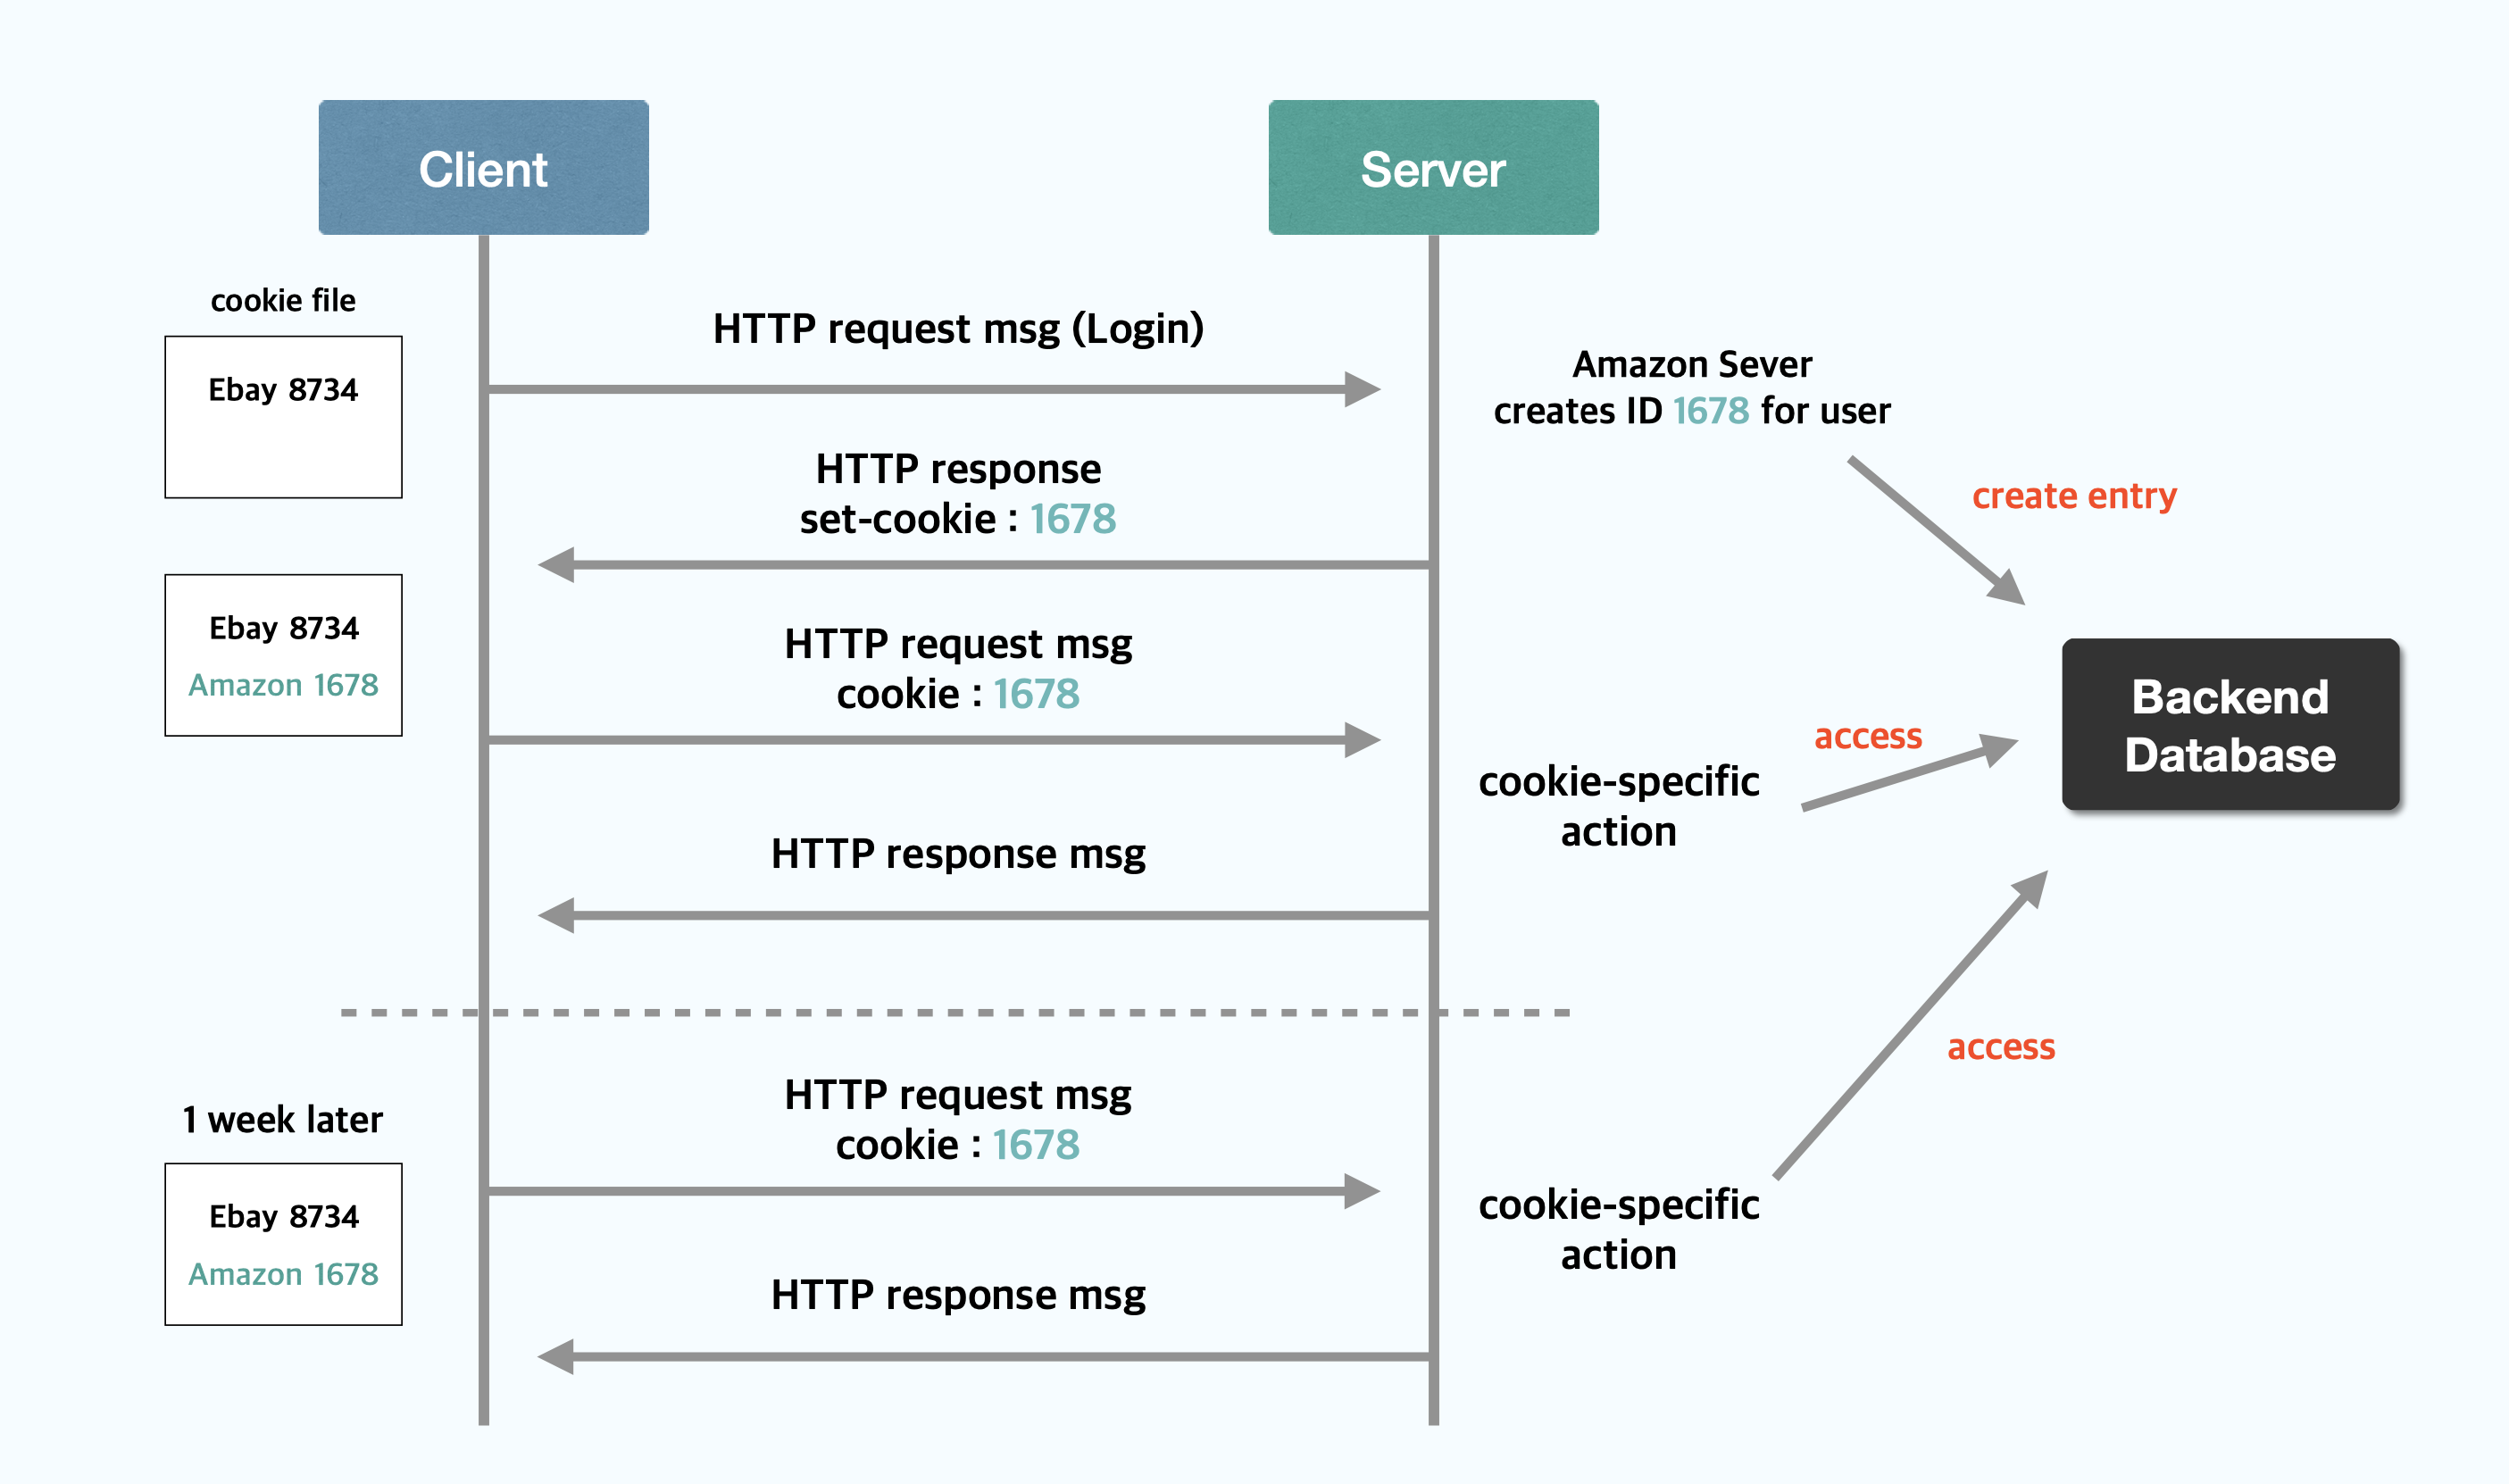 Client
Server
cookie file
Ebay 8734
HTTP request msg (Login)
Amazon Sever
creates ID 1678 for user
HTTP response
set-cookie : 1678
create entry
Ebay 8734
Amazon 1678
HTTP request msg
cookie : 1678
Backend
Database
access
cookie-specific
action
HTTP response msg
1 week later
Ebay 8734
Amazon 1678
HTTP request msg
cookie : 1678
access
cookie-specific
action
HTTP response msg